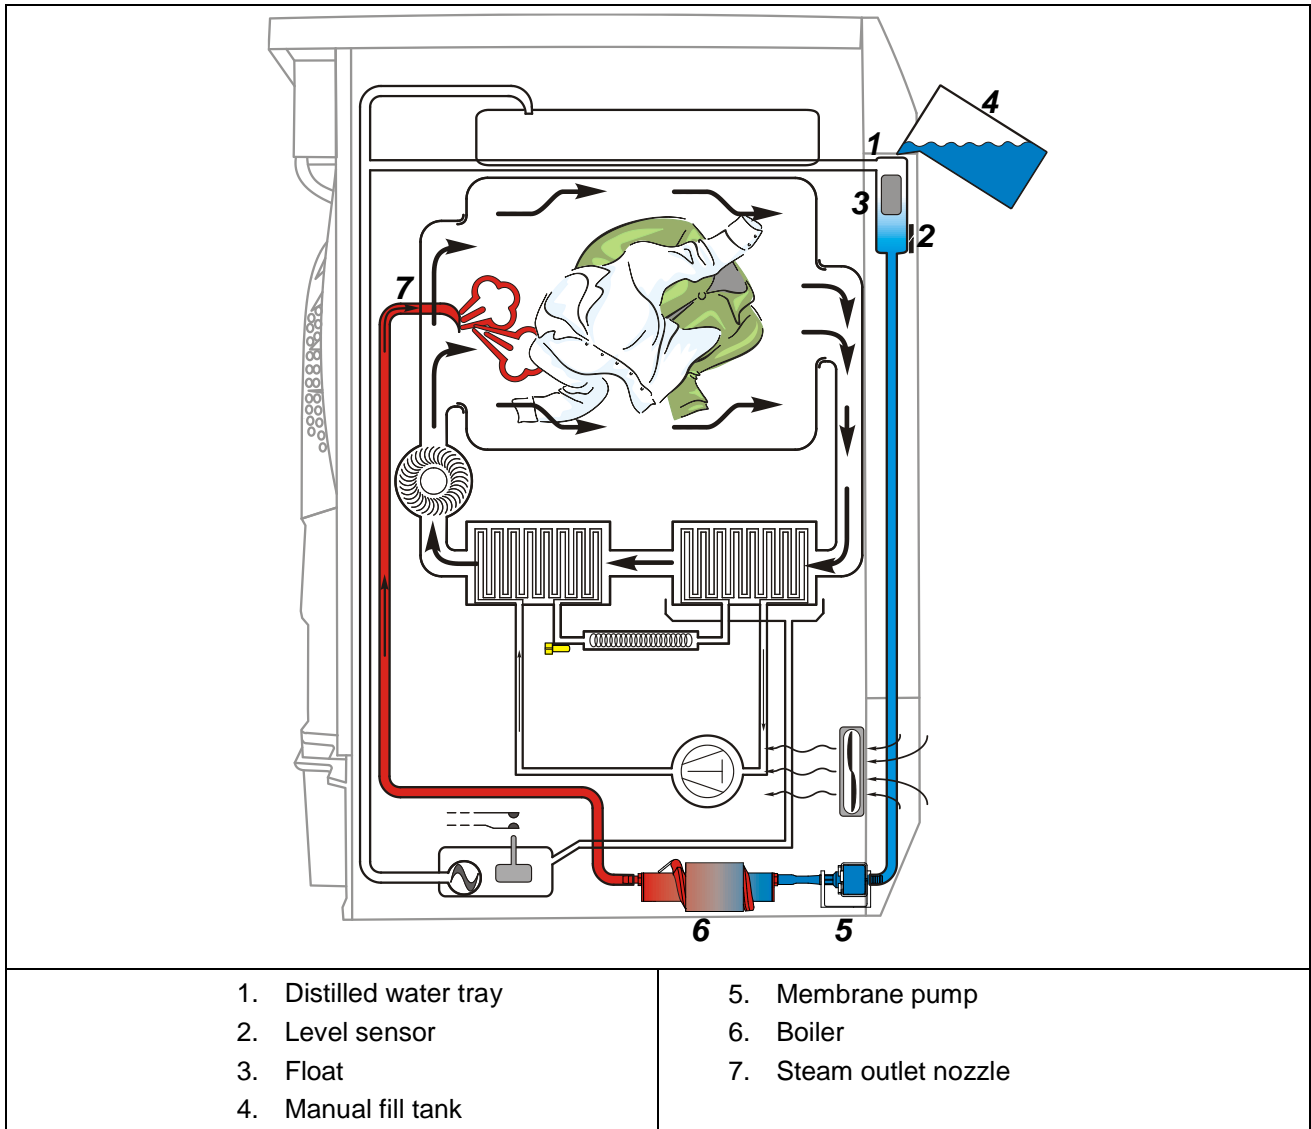 4
1
3
2
7
6
5
1. Distilled water tray
2. Level sensor
3. Float
4. Manual fill tank
5. Membrane pump
6. Boiler
7. Steam outlet nozzle